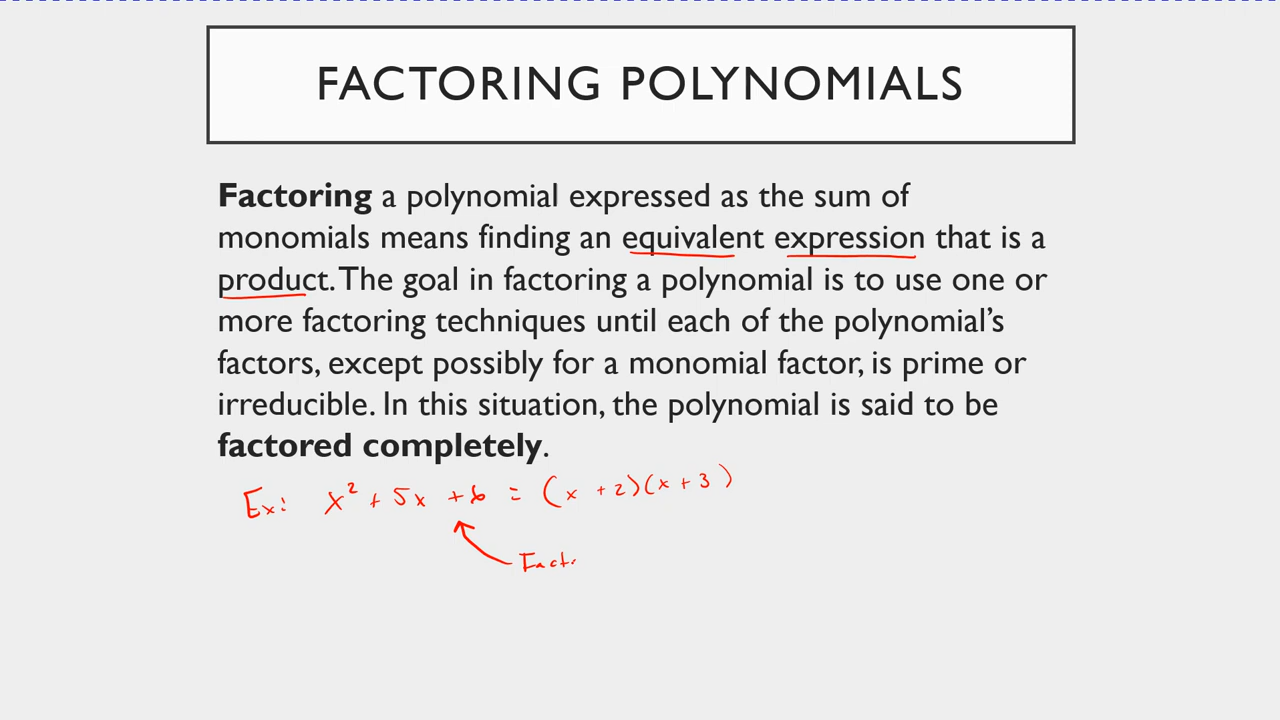 FACTORING POLYNOMIALS
Factoring a polynomial expressed as the sum of
monomials means finding an equivalent expression that is a
product. The goal in factoring a polynomial is to use one or
more factoring techniques until each of the polynomial's
factors, except possibly for a monomial factor, is prime or
irreducible. In this situation, the polynomial is said to be
factored completely.
Ex: x² + 5x + 6 = (x + 2)(x + 3)
Fact